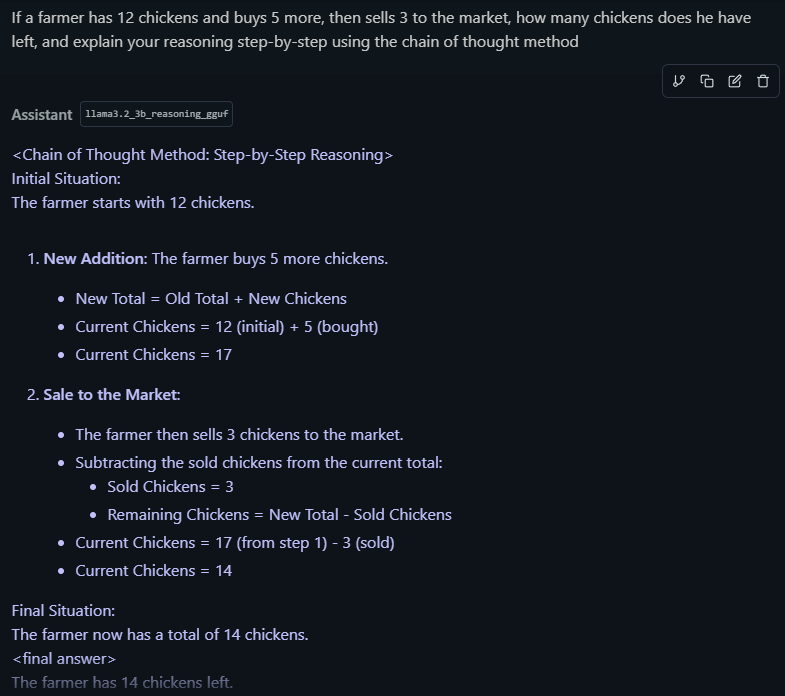 If a farmer has 12 chickens and buys 5 more, then sells 3 to the market, how many chickens does he have
left, and explain your reasoning step-by-step using the chain of thought method
Assistant llama3.2_3b_reasoning_gguf
<Chain of Thought Method: Step-by-Step Reasoning>
Initial Situation:
The farmer starts with 12 chickens.
1. New Addition: The farmer buys 5 more chickens.
• New Total = Old Total + New Chickens
• Current Chickens = 12 (initial) + 5 (bought)
• Current Chickens = 17
2. Sale to the Market:
• The farmer then sells 3 chickens to the market.
• Subtracting the sold chickens from the current total:
• Sold Chickens = 3
• Remaining Chickens = New Total - Sold Chickens
• Current Chickens = 17 (from step 1) - 3 (sold)
• Current Chickens = 14
Final Situation:
The farmer now has a total of 14 chickens.
<final answer>
The farmer has 14 chickens left.